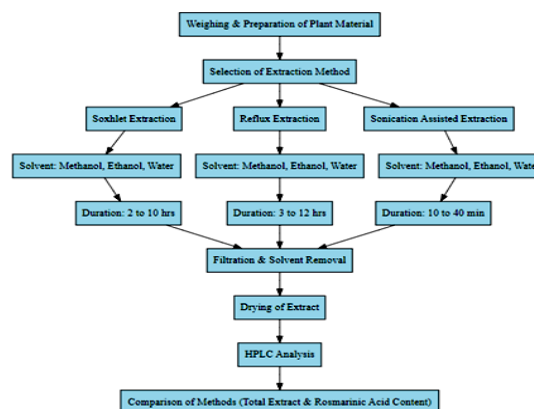 Weighing & Preparation of Plant Material
Selection of Extraction Method
Soxhlet Extraction
Reflux Extraction
Sonication Assisted Extraction
Solvent: Methanol, Ethanol, Water
Solvent: Methanol, Ethanol, Water
Solvent: Methanol, Ethanol, Wate
Duration: 2 to 10 hrs
Duration: 3 to 12 hrs
Duration: 10 to 40 min
Filtration & Solvent Removal
Drying of Extract
HPLC Analysis
Comparison of Methods (Total Extract & Rosmarinic Acid Content)